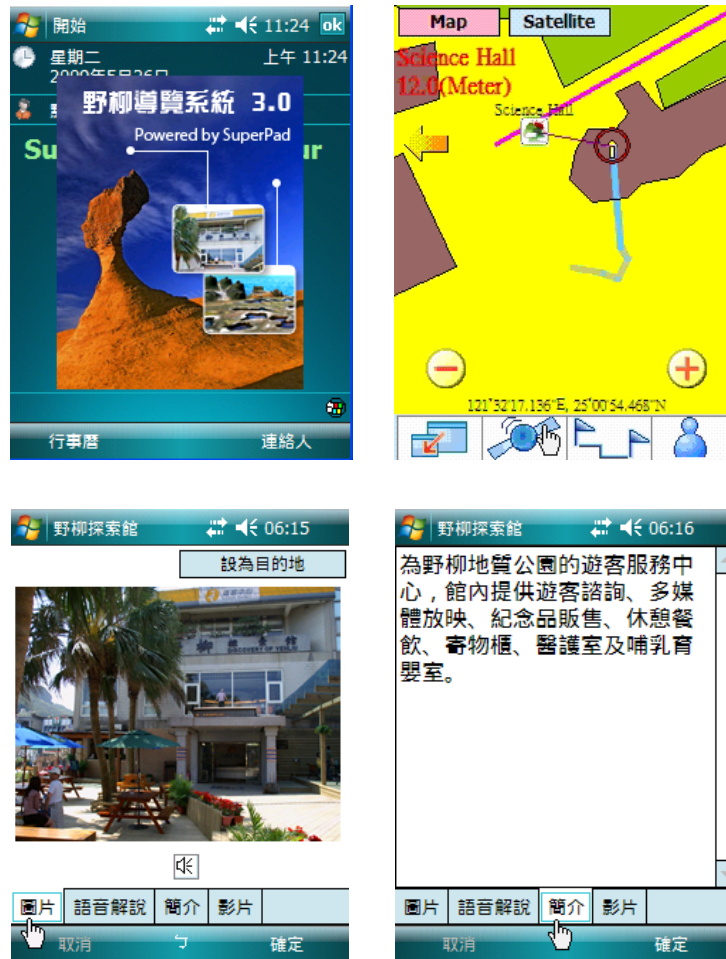 開始
11:24
ok
星期二
上午 11:24
野柳導覽系統 3.0
Powered by SuperPad
Su
ur
行事曆
連絡人
Map
Satellite
Science Hall
12.0(Meter)
Science Hall
121°32'17.136"E, 25°00'54.468"N
野柳探索館
06:15
設為目的地
DISCOVERY OF YEHLIU
圖片
語音解說
簡介
影片
取消
ㄅ
確定
野柳探索館
06:16
為野柳地質公園的遊客服務中
心，館內提供遊客諮詢、多媒
體放映、紀念品販售、休憩餐
飲、寄物櫃、醫護室及哺乳育
嬰室。
圖片
語音解說
簡介
影片
取消
確定